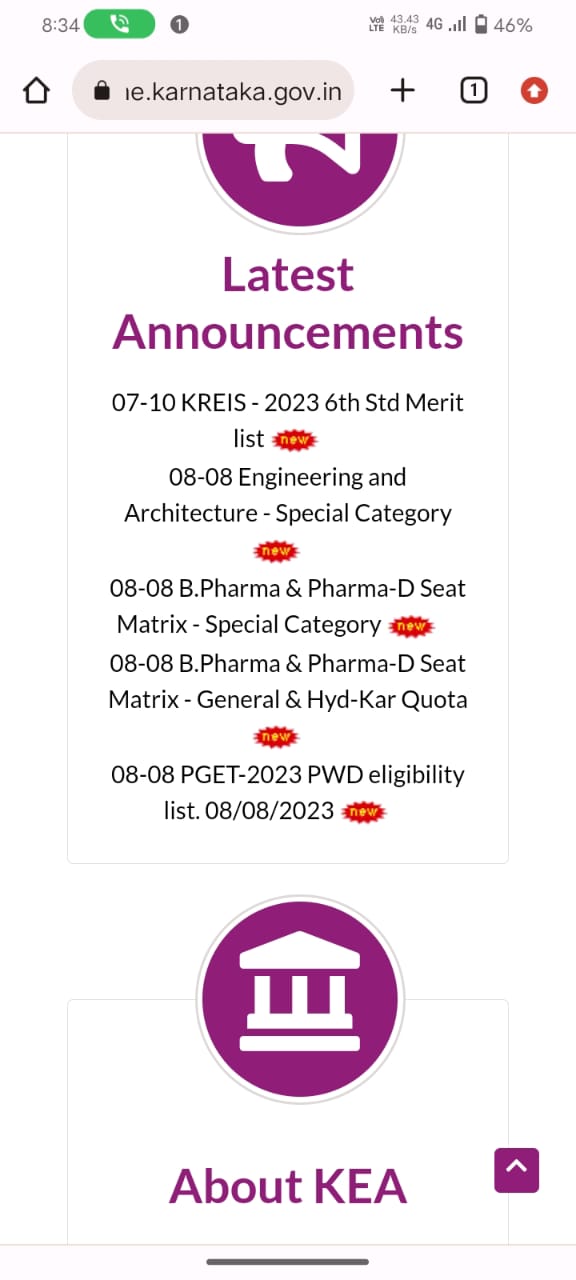 8:34
1
Vo)) LTE 43.43 KB/s 4G 46%
ıe.karnataka.gov.in
1
Latest
Announcements
07-10 KREIS - 2023 6th Std Merit
list new
08-08 Engineering and
Architecture - Special Category
new
08-08 B.Pharma & Pharma-D Seat
Matrix - Special Category new
08-08 B.Pharma & Pharma-D Seat
Matrix - General & Hyd-Kar Quota
new
08-08 PGET-2023 PWD eligibility
list. 08/08/2023 new
About KEA